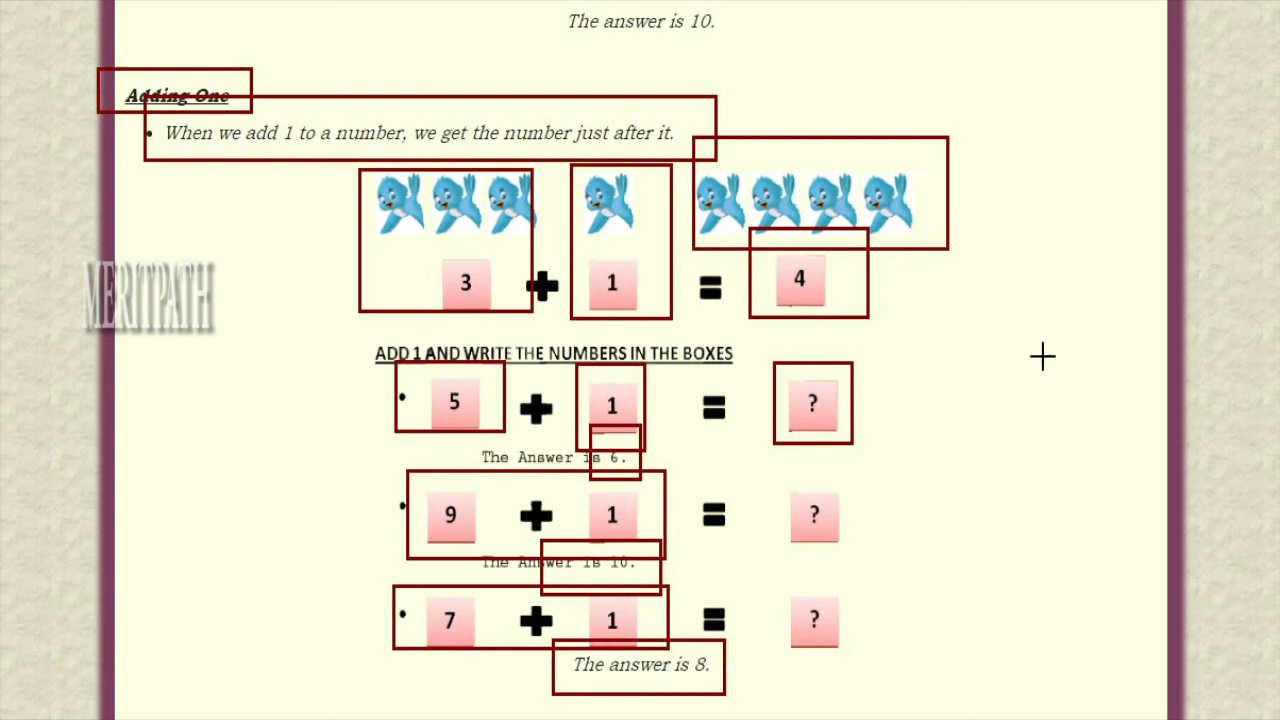 The answer is 10.
Adding One
• When we add 1 to a number, we get the number just after it.
3 + 1 = 4
MERITPATH
ADD 1 AND WRITE THE NUMBERS IN THE BOXES
• 5 + 1 = ?
The Answer is 6.
• 9 + 1 = ?
The Answer is 10.
• 7 + 1 = ?
The answer is 8.